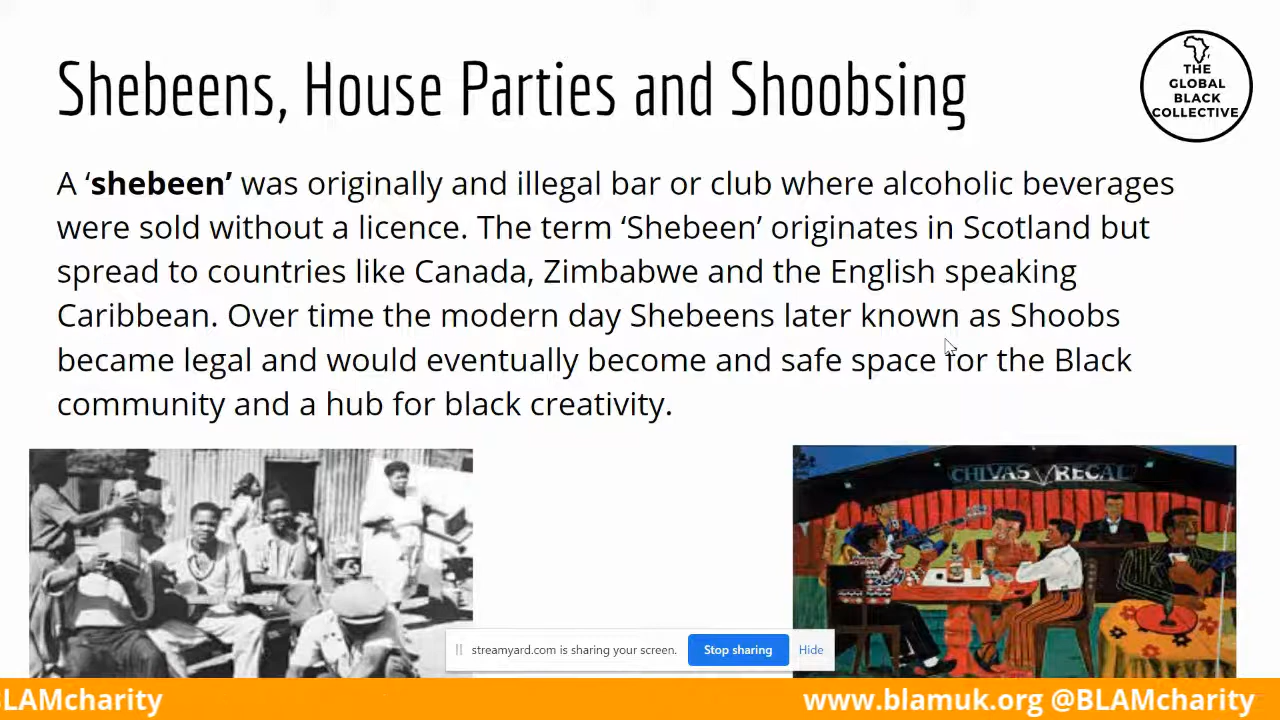 Shebeens, House Parties and Shoobsing
THE
GLOBAL
BLACK
COLLECTIVE
A ‘shebeen’ was originally and illegal bar or club where alcoholic beverages
were sold without a licence. The term ‘Shebeen’ originates in Scotland but
spread to countries like Canada, Zimbabwe and the English speaking
Caribbean. Over time the modern day Shebeens later known as Shoobs
became legal and would eventually become and safe space for the Black
community and a hub for black creativity.
CHIVAS REGAL
streamyard.com is sharing your screen.
Stop sharing
Hide
BLAMcharity
www.blamuk.org @BLAMcharity